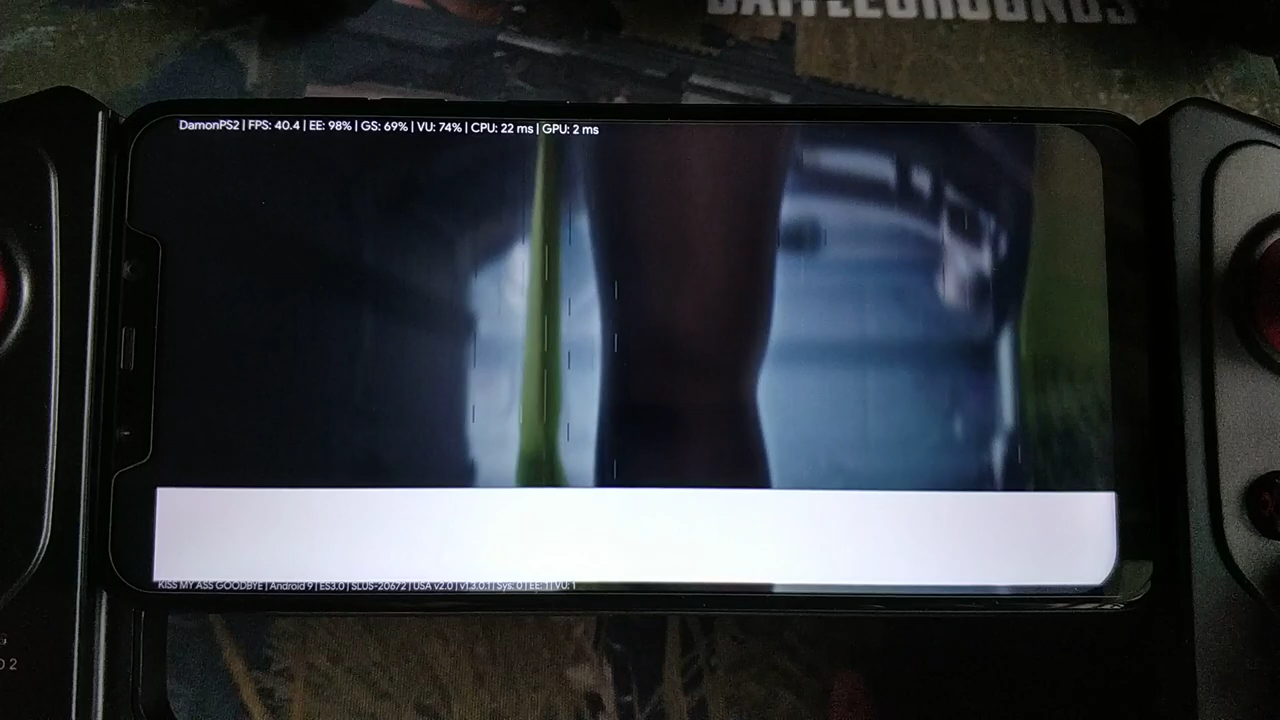 BATTLEGROUNDS
DamonPS2 | FPS: 40.4 | EE: 98% | GS: 69% | VU: 74% | CPU: 22 ms | GPU: 2 ms
KISS MY ASS GOODBYE | Android 9 | ES3.0 | SLUS-20672 | USA v2.0 | v1.3.0.1 | Sys: 0 | EE: 1 | VU: 1